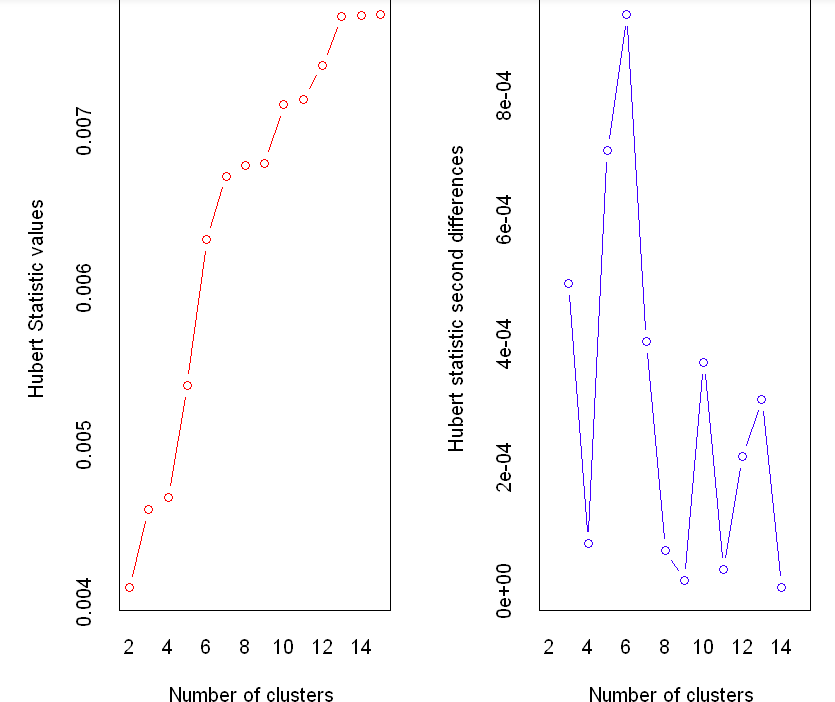 Hubert Statistic values
0.007
0.006
0.005
0.004
2 4 6 8 10 12 14
Number of clusters
Hubert statistic second differences
8e-04
6e-04
4e-04
2e-04
0e+00
2 4 6 8 10 12 14
Number of clusters